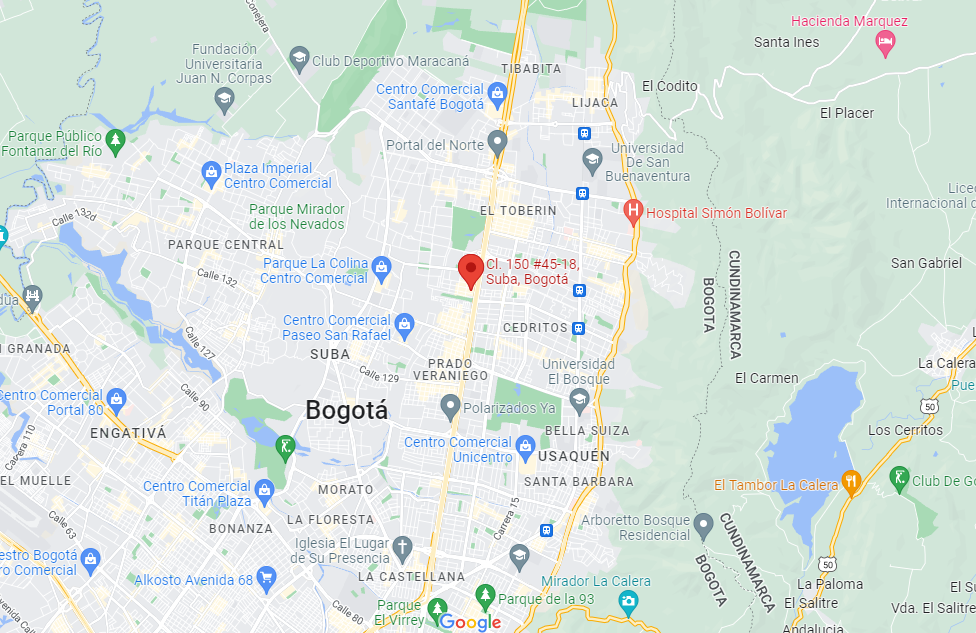 Conejera
Hacienda Marquez
Santa Ines
Fundación
Universitaria
Juan N. Corpas
Club Deportivo Maracaná
TIBABITA
Centro Comercial
Santafé Bogotá
El Codito
LIJACA
El Placer
Parque Público
Fontanar del Río
Portal del Norte
Universidad
De San
Buenaventura
Plaza Imperial
Centro Comercial
Lice
Internacional d
Calle 132d
Parque Mirador
de los Nevados
EL TOBERIN
Hospital Simón Bolívar
PARQUE CENTRAL
Parque La Colina
Centro Comercial
Cl. 150 #45-18,
Suba, Bogotá
San Gabriel
Calle 132
BOGOTA
CUNDINAMARCA
Centro Comercial
Paseo San Rafael
CEDRITOS
N GRANADA
Calle 127
SUBA
PRADO
VERANIEGO
Universidad
El Bosque
La Calera
Calle 129
El Carmen
Pue
Calle 90
Centro Comercial
Portal 80
Bogotá
Polarizados Ya
50
ENGATIVÁ
BELLA SUIZA
Los Cerritos
Carrera 110
Centro Comercial
Unicentro
USAQUÉN
EL MUELLE
Centro Comercial
Titán Plaza
MORATO
SANTA BARBARA
El Tambor La Calera
Club De Go
Calle 63
BONANZA
LA FLORESTA
Carrera 15
Arboretto Bosque
Residencial
CUNDINAMARCA
BOGOTA
Iglesia El Lugar
de Su Presencia
estro Bogotá
ro Comercial
50
Alkosto Avenida 68
LA CASTELLANA
Mirador La Calera
La Paloma
El Su
Calle 80
Parque
El Virrey
Parque de la 93
El Salitre
Vda. El Salitre
Google
Andalucia